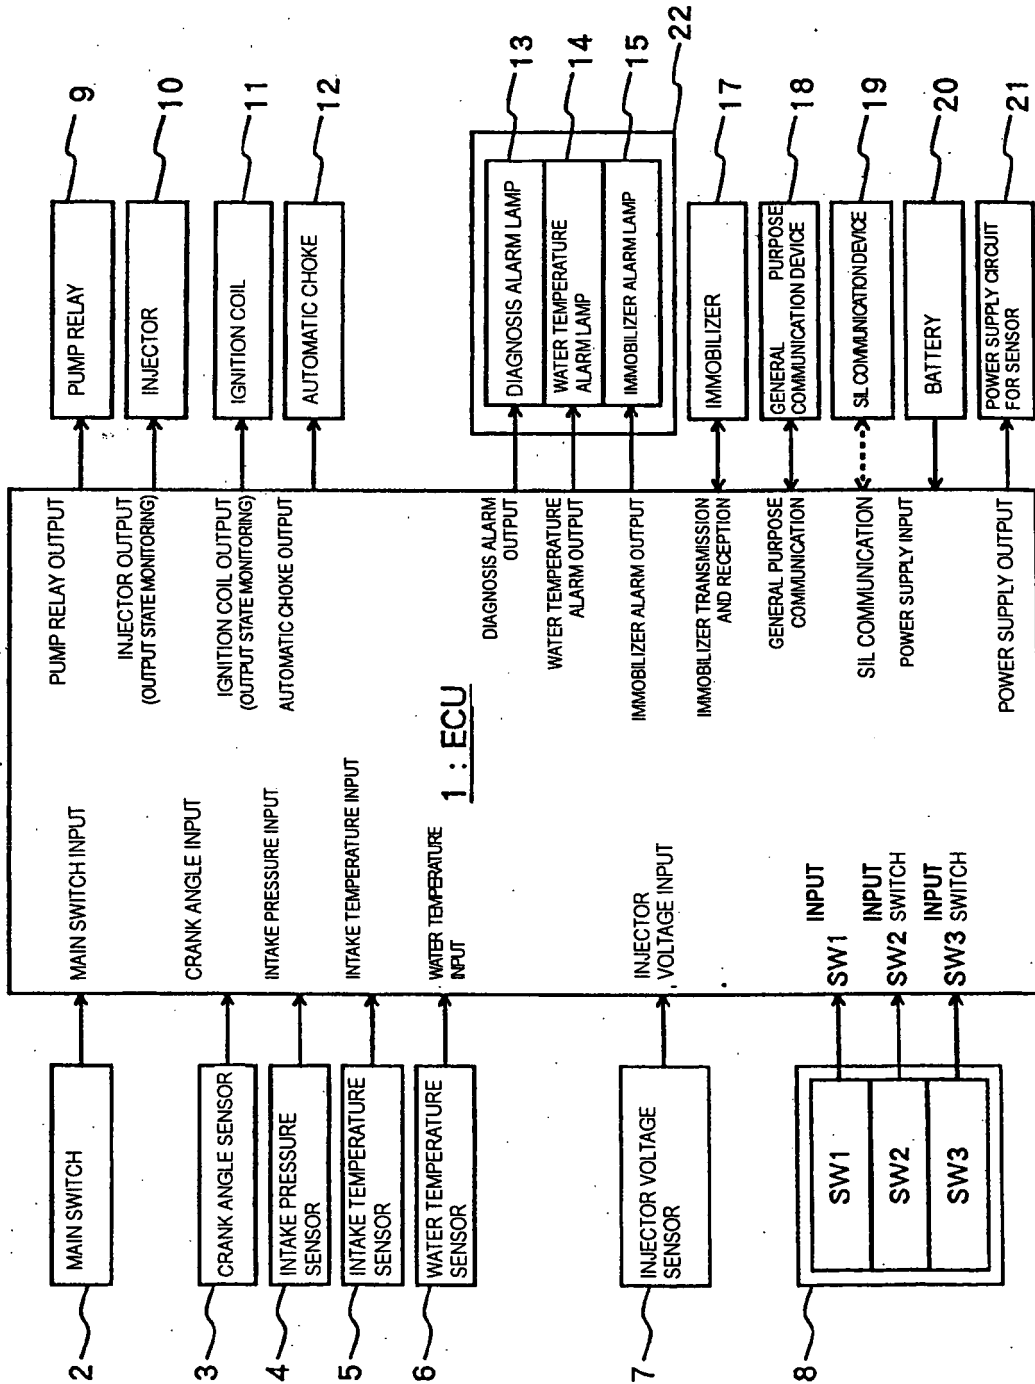 2
MAIN SWITCH
MAIN SWITCH INPUT
3
CRANK ANGLE SENSOR
CRANK ANGLE INPUT
4
INTAKE PRESSURE
SENSOR
INTAKE PRESSURE INPUT
5
INTAKE TEMPERATURE
SENSOR
INTAKE TEMPERATURE INPUT
6
WATER TEMPERATURE
SENSOR
WATER TEMPERATURE
INPUT
7
INJECTOR VOLTAGE
SENSOR
INJECTOR
VOLTAGE INPUT
8
SW1
SW2
SW3
SW1 INPUT
SW2 INPUT
SWITCH
SW3 INPUT
SWITCH
1 : ECU
PUMP RELAY OUTPUT
PUMP RELAY
9
INJECTOR OUTPUT
(OUTPUT STATE MONITORING)
INJECTOR
10
IGNITION COIL OUTPUT
(OUTPUT STATE MONITORING)
IGNITION COIL
11
AUTOMATIC CHOKE OUTPUT
AUTOMATIC CHOKE
12
DIAGNOSIS ALARM
OUTPUT
DIAGNOSIS ALARM LAMP
13
WATER TEMPERATURE
ALARM OUTPUT
WATER TEMPERATURE
ALARM LAMP
14
IMMOBILIZER ALARM OUTPUT
IMMOBILIZER ALARM LAMP
15
22
IMMOBILIZER TRANSMISSION
AND RECEPTION
IMMOBILIZER
17
GENERAL PURPOSE
COMMUNICATION
GENERAL PURPOSE
COMMUNICATION DEVICE
18
SIL COMMUNICATION
SIL COMMUNICATION DEVICE
19
POWER SUPPLY INPUT
BATTERY
20
POWER SUPPLY OUTPUT
POWER SUPPLY CIRCUIT
FOR SENSOR
21